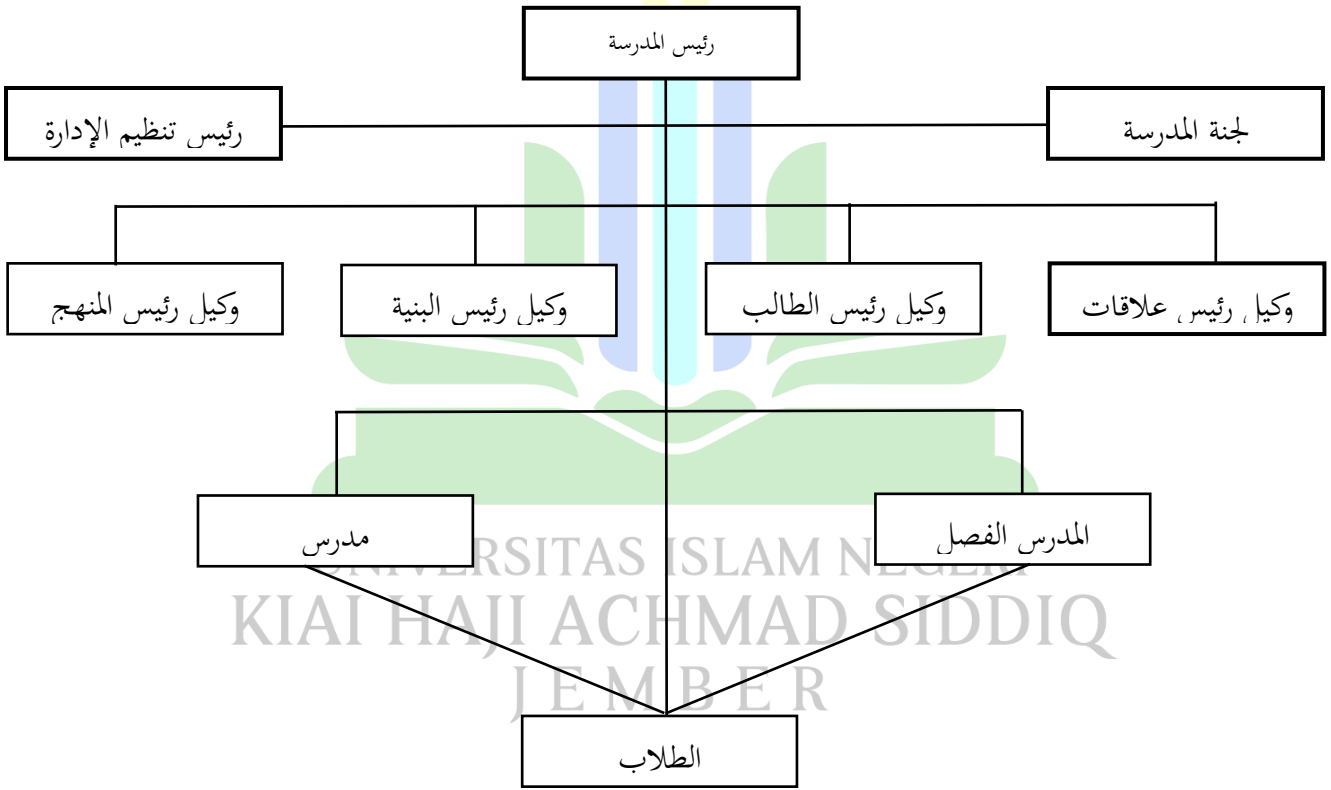 رئيس المدرسة
لجنة المدرسة
رئيس تنظيم الإدارة
وكيل رئيس علاقات
وكيل رئيس الطالب
وكيل رئيس البنية
وكيل رئيس المنهج
المدرس الفصل
مدرس
UNIVERSITAS ISLAM NEGERI
KIAI HAJI ACHMAD SIDDIQ
JEMBER
الطلاب